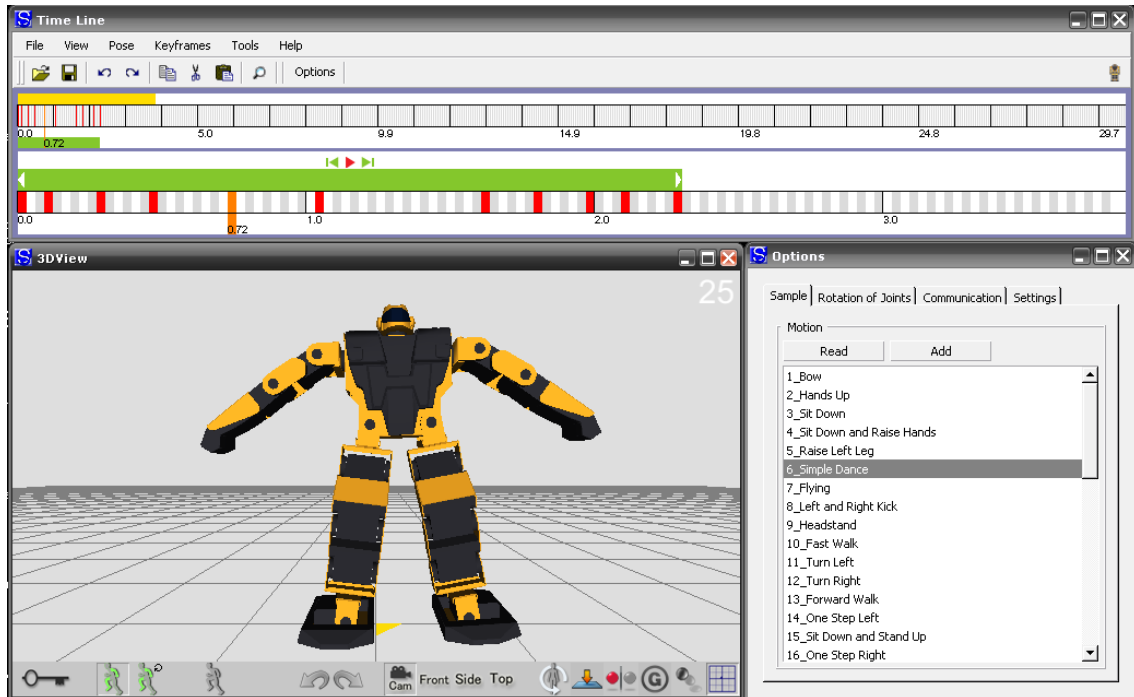 Time Line
File View Pose Keyframes Tools Help
Options
0.0 5.0 9.9 14.9 19.8 24.8 29.7
0.72
0.0 1.0 2.0 3.0
0.72
3DView
25
Cam Front Side Top
G
Options
Sample Rotation of Joints Communication Settings
Motion
Read Add
1_Bow
2_Hands Up
3_Sit Down
4_Sit Down and Raise Hands
5_Raise Left Leg
6_Simple Dance
7_Flying
8_Left and Right Kick
9_Headstand
10_Fast Walk
11_Turn Left
12_Turn Right
13_Forward Walk
14_One Step Left
15_Sit Down and Stand Up
16_One Step Right